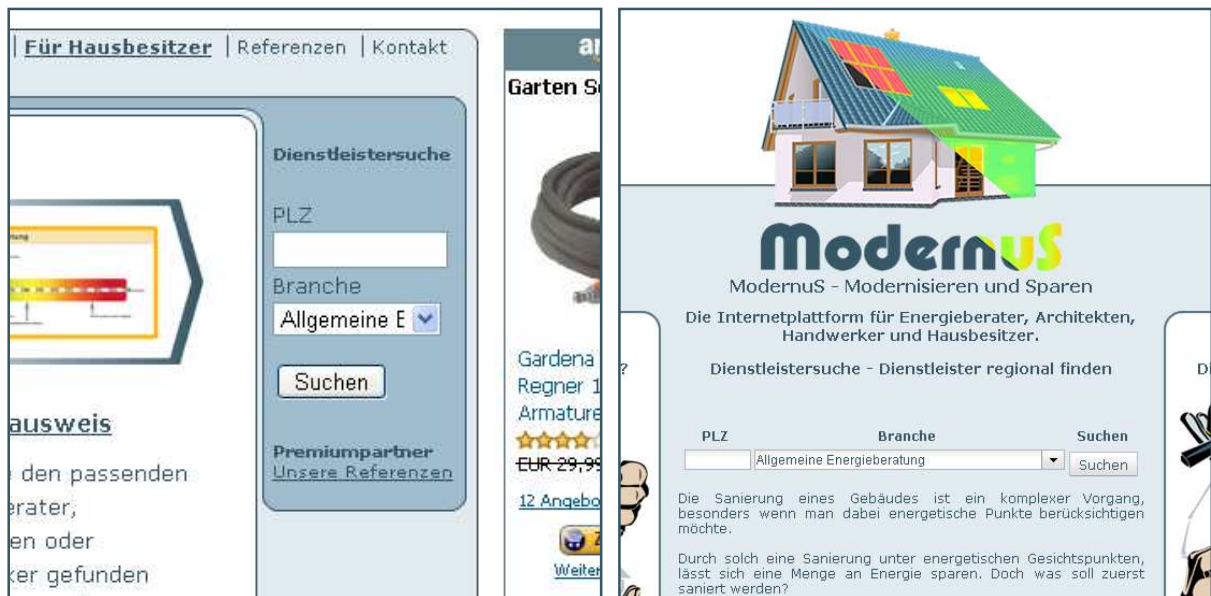 | Für Hausbesitzer | Referenzen | Kontakt
Dienstleistersuche
PLZ
Branche
Allgemeine E
Suchen
Premiumpartner
Unsere Referenzen
ausweis
den passenden
erater,
en oder
ker gefunden
Garten
Gardena
Regner 1
Armature
EUR 29,99
12 Angebo
Weiter
ModernuS
ModernuS - Modernisieren und Sparen
Die Internetplattform für Energieberater, Architekten,
Handwerker und Hausbesitzer.
Dienstleistersuche - Dienstleister regional finden
PLZ Branche Suchen
Allgemeine Energieberatung Suchen
Die Sanierung eines Gebäudes ist ein komplexer Vorgang,
besonders wenn man dabei energetische Punkte berücksichtigen
möchte.
Durch solch eine Sanierung unter energetischen Gesichtspunkten,
lässt sich eine Menge an Energie sparen. Doch was soll zuerst
saniert werden?
?
Di